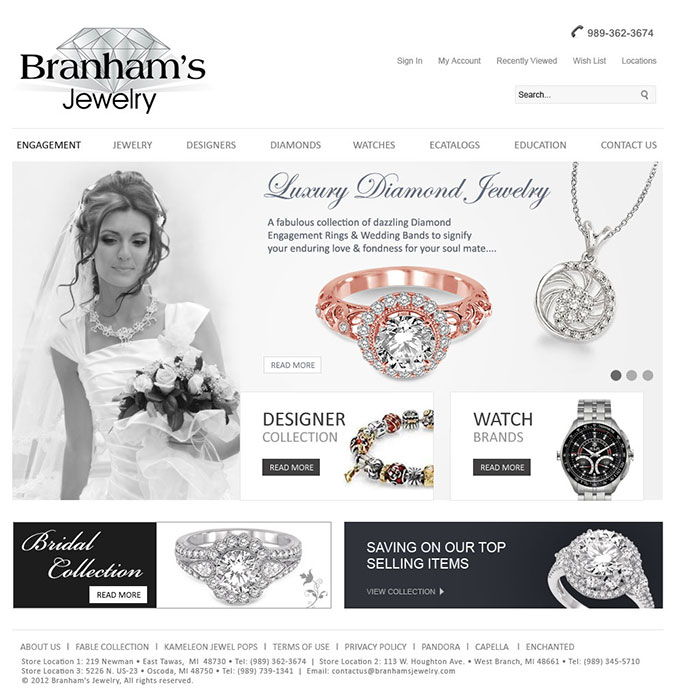 Branham's
Jewelry
989-362-3674
Sign In My Account Recently Viewed Wish List Locations
Search...
ENGAGEMENT JEWELRY DESIGNERS DIAMONDS WATCHES ECATALOGS EDUCATION CONTACT US
Luxury Diamond Jewelry
A fabulous collection of dazzling Diamond
Engagement Rings & Wedding Bands to signify
your enduring love & fondness for your soul mate....
READ MORE
DESIGNER
COLLECTION
READ MORE
WATCH
BRANDS
READ MORE
Bridal
Collection
READ MORE
SAVING ON OUR TOP
SELLING ITEMS
VIEW COLLECTION
ABOUT US | FABLE COLLECTION | KAMELEON JEWEL POPS | TERMS OF USE | PRIVACY POLICY | PANDORA | CAPELLA | ENCHANTED
Store Location 1: 219 Newman • East Tawas, MI 48730 • Tel: (989) 362-3674 | Store Location 2: 113 W. Houghton Ave. • West Branch, MI 48661 • Tel: (989) 345-5710
Store Location 3: 5226 N. US-23 • Oscoda, MI 48750 • Tel: (989) 739-1341 | Email: contactus@branhamsjewelry.com
© 2012 Branham's Jewelry, All rights reserved.